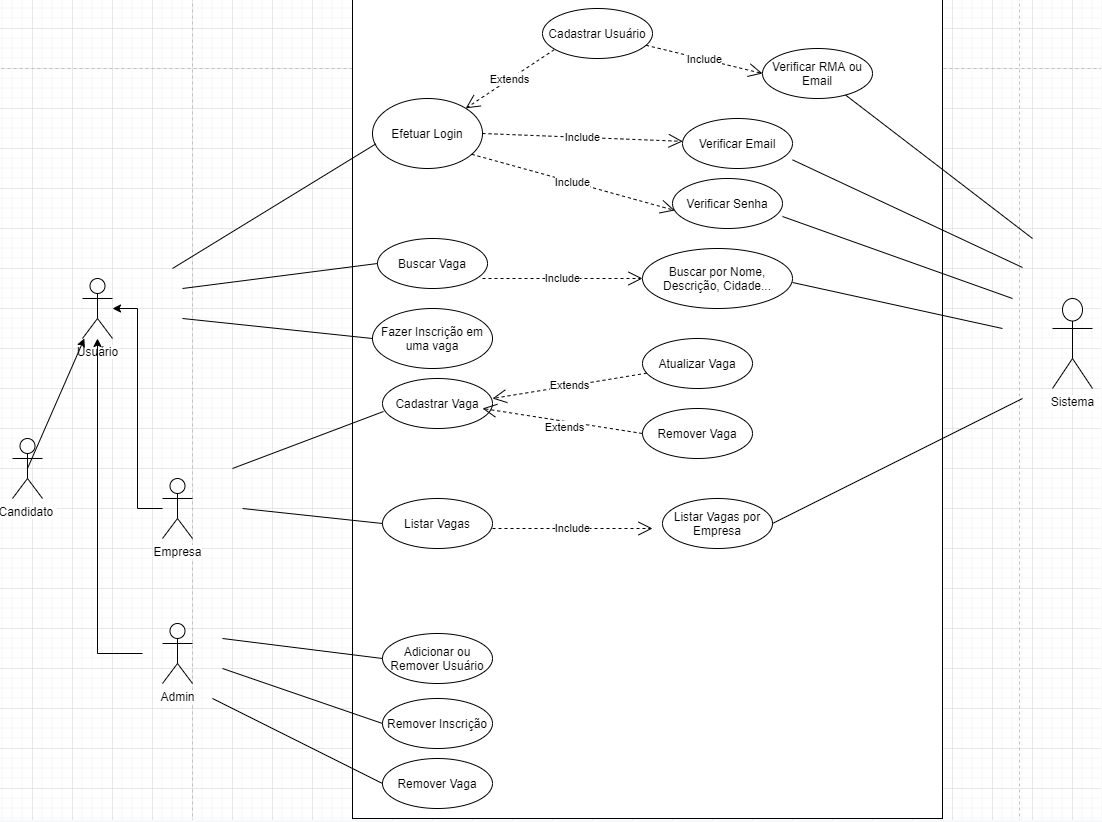 Cadastrar Usuário
Include
Verificar RMA ou
Email
Extends
Efetuar Login
Include
Verificar Email
Include
Verificar Senha
Buscar Vaga
Include
Buscar por Nome,
Descrição, Cidade...
Usuário
Fazer Inscrição em
uma vaga
Sistema
Atualizar Vaga
Extends
Cadastrar Vaga
Extends
Remover Vaga
Candidato
Empresa
Listar Vagas
Include
Listar Vagas por
Empresa
Admin
Adicionar ou
Remover Usuário
Remover Inscrição
Remover Vaga